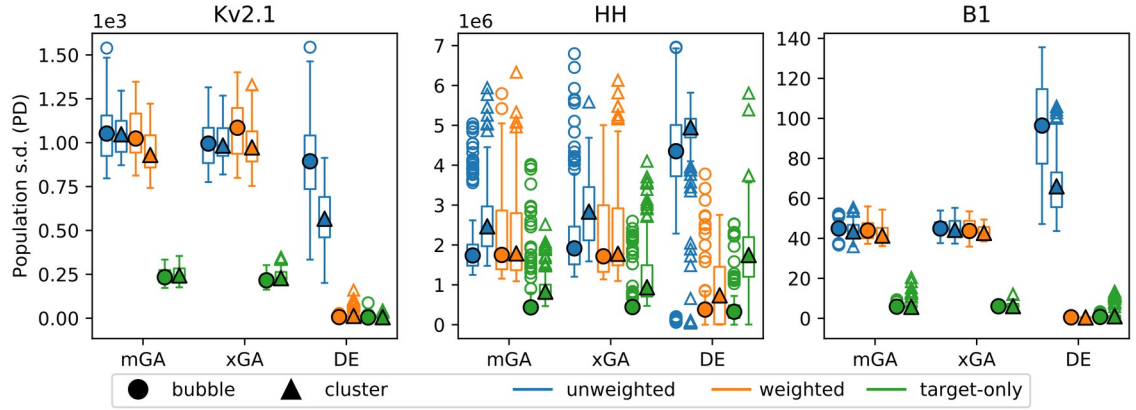 Kv2.1
HH
B1
1e3
1e6
Population s.d. (PD)
1.50
1.25
1.00
0.75
0.50
0.25
0.00
7
6
5
4
3
2
1
0
140
120
100
80
60
40
20
0
mGA xGA DE
mGA xGA DE
mGA xGA DE
bubble cluster unweighted weighted target-only